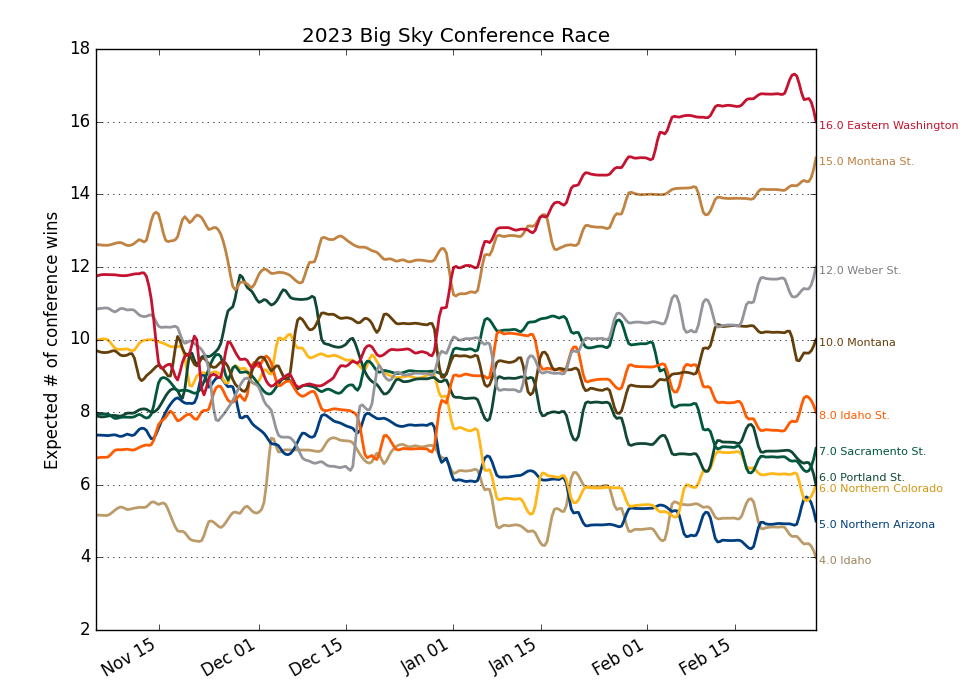 2023 Big Sky Conference Race
Expected # of conference wins
18
16
14
12
10
8
6
4
2
16.0 Eastern Washington
15.0 Montana St.
12.0 Weber St.
10.0 Montana
8.0 Idaho St.
7.0 Sacramento St.
6.0 Portland St.
6.0 Northern Colorado
5.0 Northern Arizona
4.0 Idaho
Nov 15
Dec 01
Dec 15
Jan 01
Jan 15
Feb 01
Feb 15